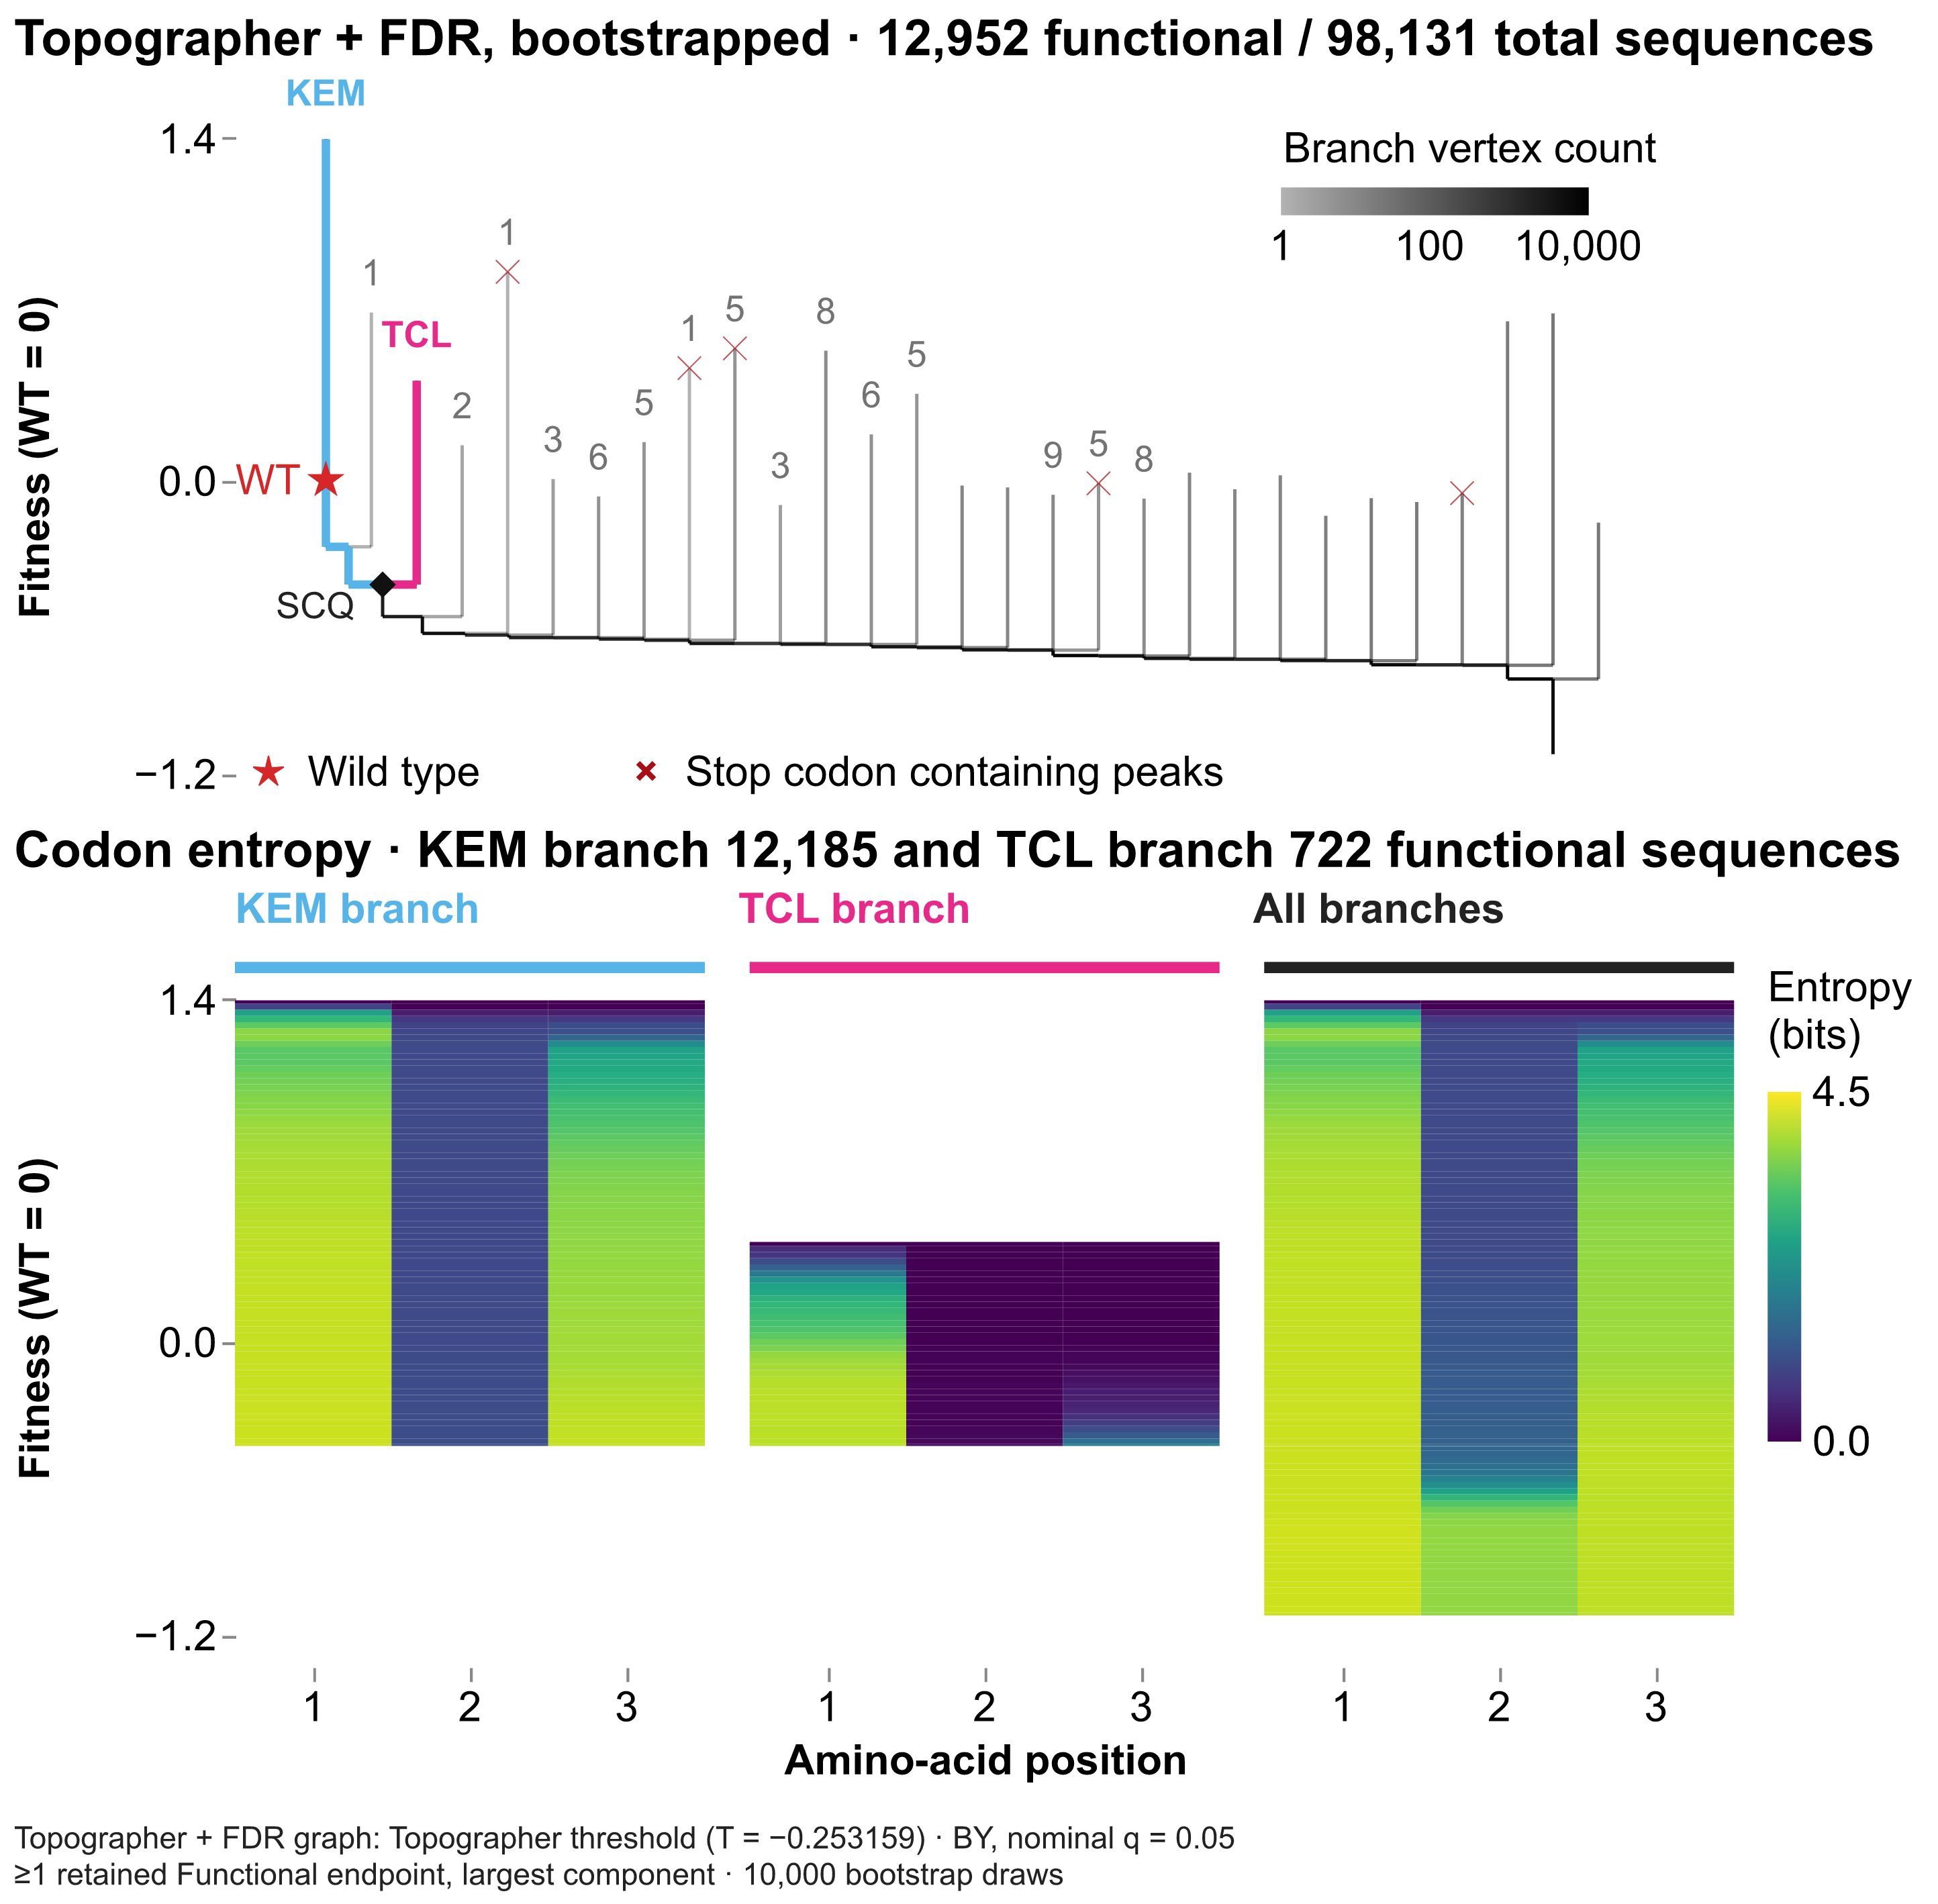 Topographer + FDR, bootstrapped · 12,952 functional / 98,131 total sequences
KEM
1.4
Branch vertex count
1 100 10,000
1
1
TCL
2
3
6
5
1
5
3
8
6
5
9
5
8
Fitness (WT = 0)
0.0
WT
SCQ
−1.2
Wild type
Stop codon containing peaks
Codon entropy · KEM branch 12,185 and TCL branch 722 functional sequences
KEM branch
TCL branch
All branches
1.4
Entropy
(bits)
4.5
0.0
Fitness (WT = 0)
0.0
−1.2
1 2 3
1 2 3
1 2 3
Amino-acid position
Topographer + FDR graph: Topographer threshold (T = −0.253159) · BY, nominal q = 0.05
≥1 retained Functional endpoint, largest component · 10,000 bootstrap draws